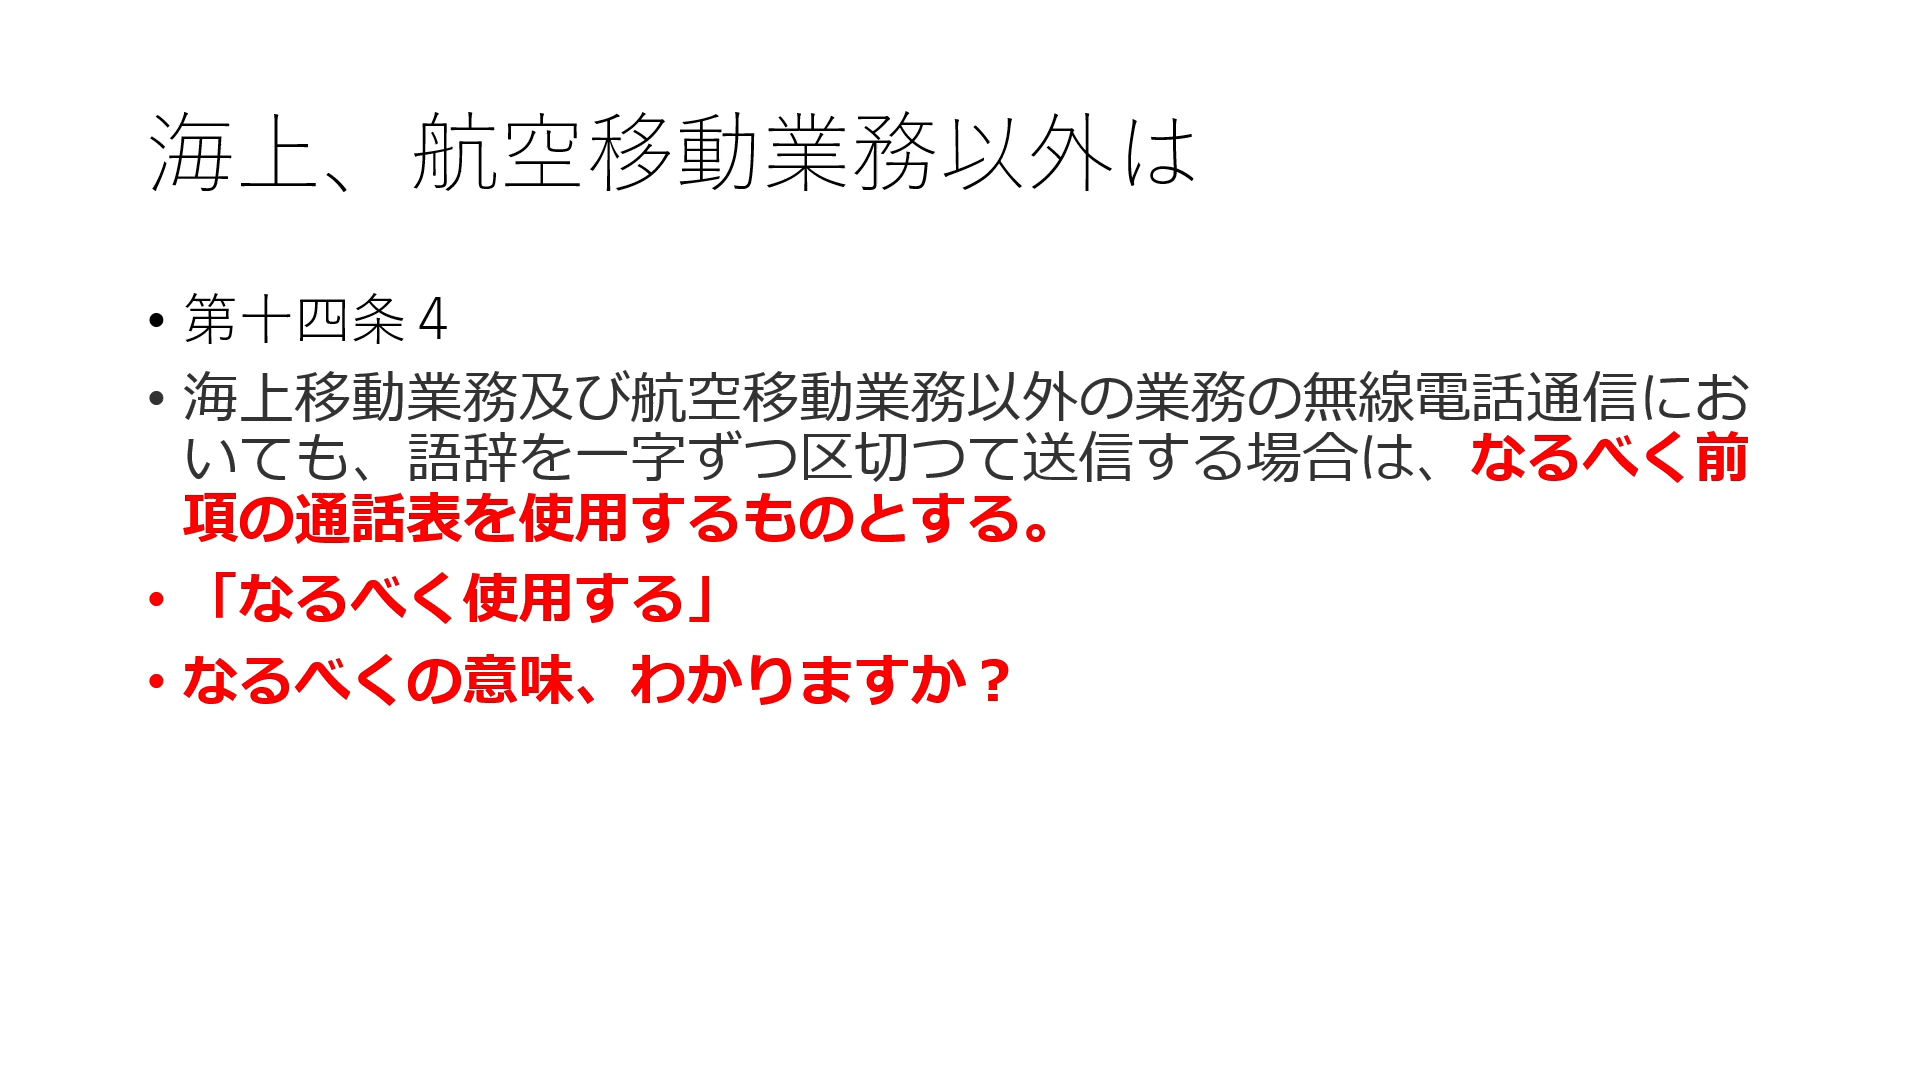 海上、航空移動業務以外は
• 第十四条４
• 海上移動業務及び航空移動業務以外の業務の無線電話通信にお
いても、語辞を一字ずつ区切つて送信する場合は、なるべく前
項の通話表を使用するものとする。
• 「なるべく使用する」
• なるべくの意味、わかりますか？